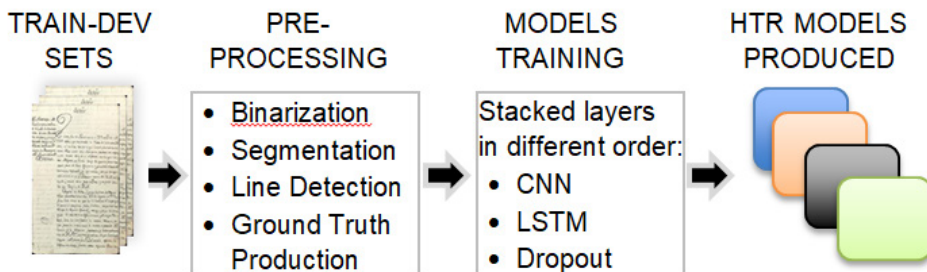 TRAIN-DEV
SETS
PRE-
PROCESSING
• Binarization
• Segmentation
• Line Detection
• Ground Truth
Production
MODELS
TRAINING
Stacked layers
in different order:
• CNN
• LSTM
• Dropout
HTR MODELS
PRODUCED